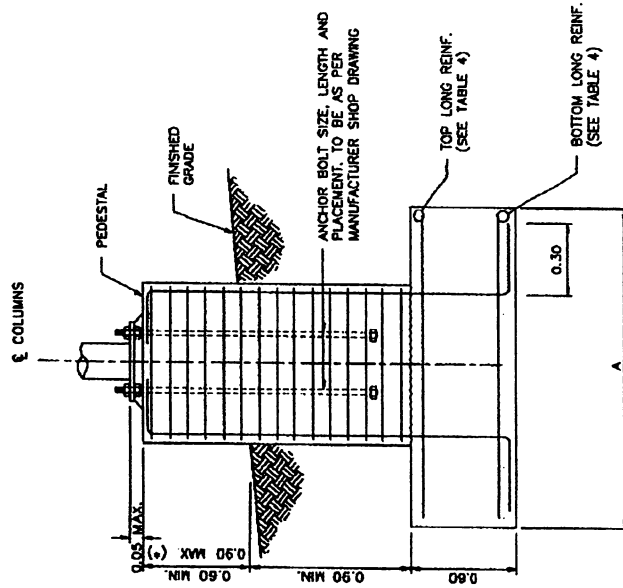 ℄ COLUMNS
PEDESTAL
FINISHED
GRADE
ANCHOR BOLT SIZE, LENGTH AND
PLACEMENT. TO BE AS PER
MANUFACTURER SHOP DRAWING
TOP LONG REINF.
(SEE TABLE 4)
BOTTOM LONG REINF.
(SEE TABLE 4)
0.05 MAX.
0.90 MAX (*)
0.60 MIN.
0.90 MIN.
0.60
0.30
A